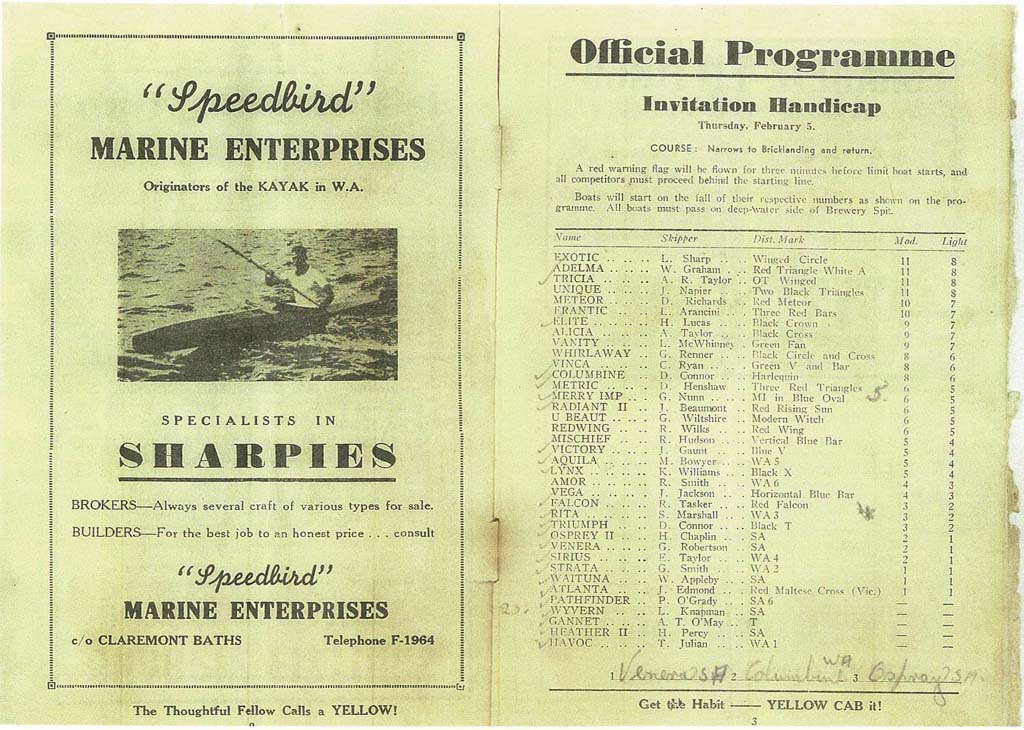 "Speedbird"
MARINE ENTERPRISES
Originators of the KAYAK in W.A.
SPECIALISTS IN
SHARPIES
BROKERS—Always several craft of various types for sale.
BUILDERS—For the best job to an honest price . . . consult
"Speedbird"
MARINE ENTERPRISES
c/o CLAREMONT BATHS Telephone F-1964
The Thoughtful Fellow Calls a YELLOW!
Official Programme
Invitation Handicap
Thursday, February 5.
COURSE: Narrows to Bricklanding and return.
A red warning flag will be flown for three minutes before limit boat starts, and
all competitors must proceed behind the starting line.
Boats will start on the fall of their respective numbers as shown on the pro-
gramme. All boats must pass on deep-water side of Brewery Spit.
Name Skipper Dist. Mark Mod. Light
EXOTIC . . . . L. Sharp . . . Winged Circle 11 8
ADELMA . . . . . W. Graham . . . Red Triangle White A 11 8
TRICIA . . . . . A. R. Taylor . . OT Winged 11 8
UNIQUE . . . . . J. Napier . . . Two Black Triangles 11 8
METEOR . . . . D. Richards . . Red Meteor 10 7
FRANTIC . . . . L. Arancini . . . Three Red Bars 10 7
ELITE . . . . . . H. Lucas . . . Black Crown 9 7
ALICIA . . . . . A. Taylor . . . Black Cross 9 7
VANITY . . . . . L. McWhinney . Green Fan 9 7
WHIRLAWAY . . G. Renner . . . Black Circle and Cross 8 6
VINCA . . . . . . C. Ryan . . . . Green V and Bar 8 6
COLUMBINE . . D. Connor . . . Harlequin 8 6
METRIC . . . . . D. Henshaw . . Three Red Triangles 6 5
MERRY IMP . . G. Nunn . . . . MI in Blue Oval 5. 6 5
RADIANT II . . J. Beaumont . . Red Rising Sun 6 5
U BEAUT . . . . G. Wiltshire . . Modern Witch 6 5
REDWING . . . R. Wilks . . . Red Wing 6 5
MISCHIEF . . . . R. Hudson . . . Vertical Blue Bar 5 4
VICTORY . . . . J. Gaunt . . . Blue V 5 4
AQUILA . . . . . M. Bowyer . . . WA 5 5 4
LYNX . . . . . . K. Williams . . Black X 5 4
AMOR . . . . . . R. Smith . . . WA 6 4 3
VEGA . . . . . . J. Jackson . . . Horizontal Blue Bar 4 3
FALCON . . . . . R. Tasker . . . Red Falcon 3 2
RITA . . . . . . S. Marshall . . WA 3 3 2
TRIUMPH . . . . D. Connor . . . Black T 3 2
OSPREY II . . . H. Chaplin . . SA 2 1
VENERA . . . . . G. Robertson . . SA 2 1
SIRIUS . . . . . E. Taylor . . . WA 4 2 1
STRATA . . . . . G. Smith . . . WA 2 1 1
WAITUNA . . . . W. Appleby . . . SA 1 1
ATLANTA . . . . J. Edmond . . . Red Maltese Cross (Vic.) 1 1
PATHFINDER . . P. O'Grady . . . SA 6 — —
WYVERN . . . . L. Knapman . . SA — —
GANNET . . . . . A. T. O'May . . T — —
HEATHER II . . H. Percy . . . SA — —
HAVOC . . . . . T. Julian . . . WA 1 — —
1 Venera SA 2 Columbine WA 3 Ospray S.A.
Get the Habit —— YELLOW CAB it!
3